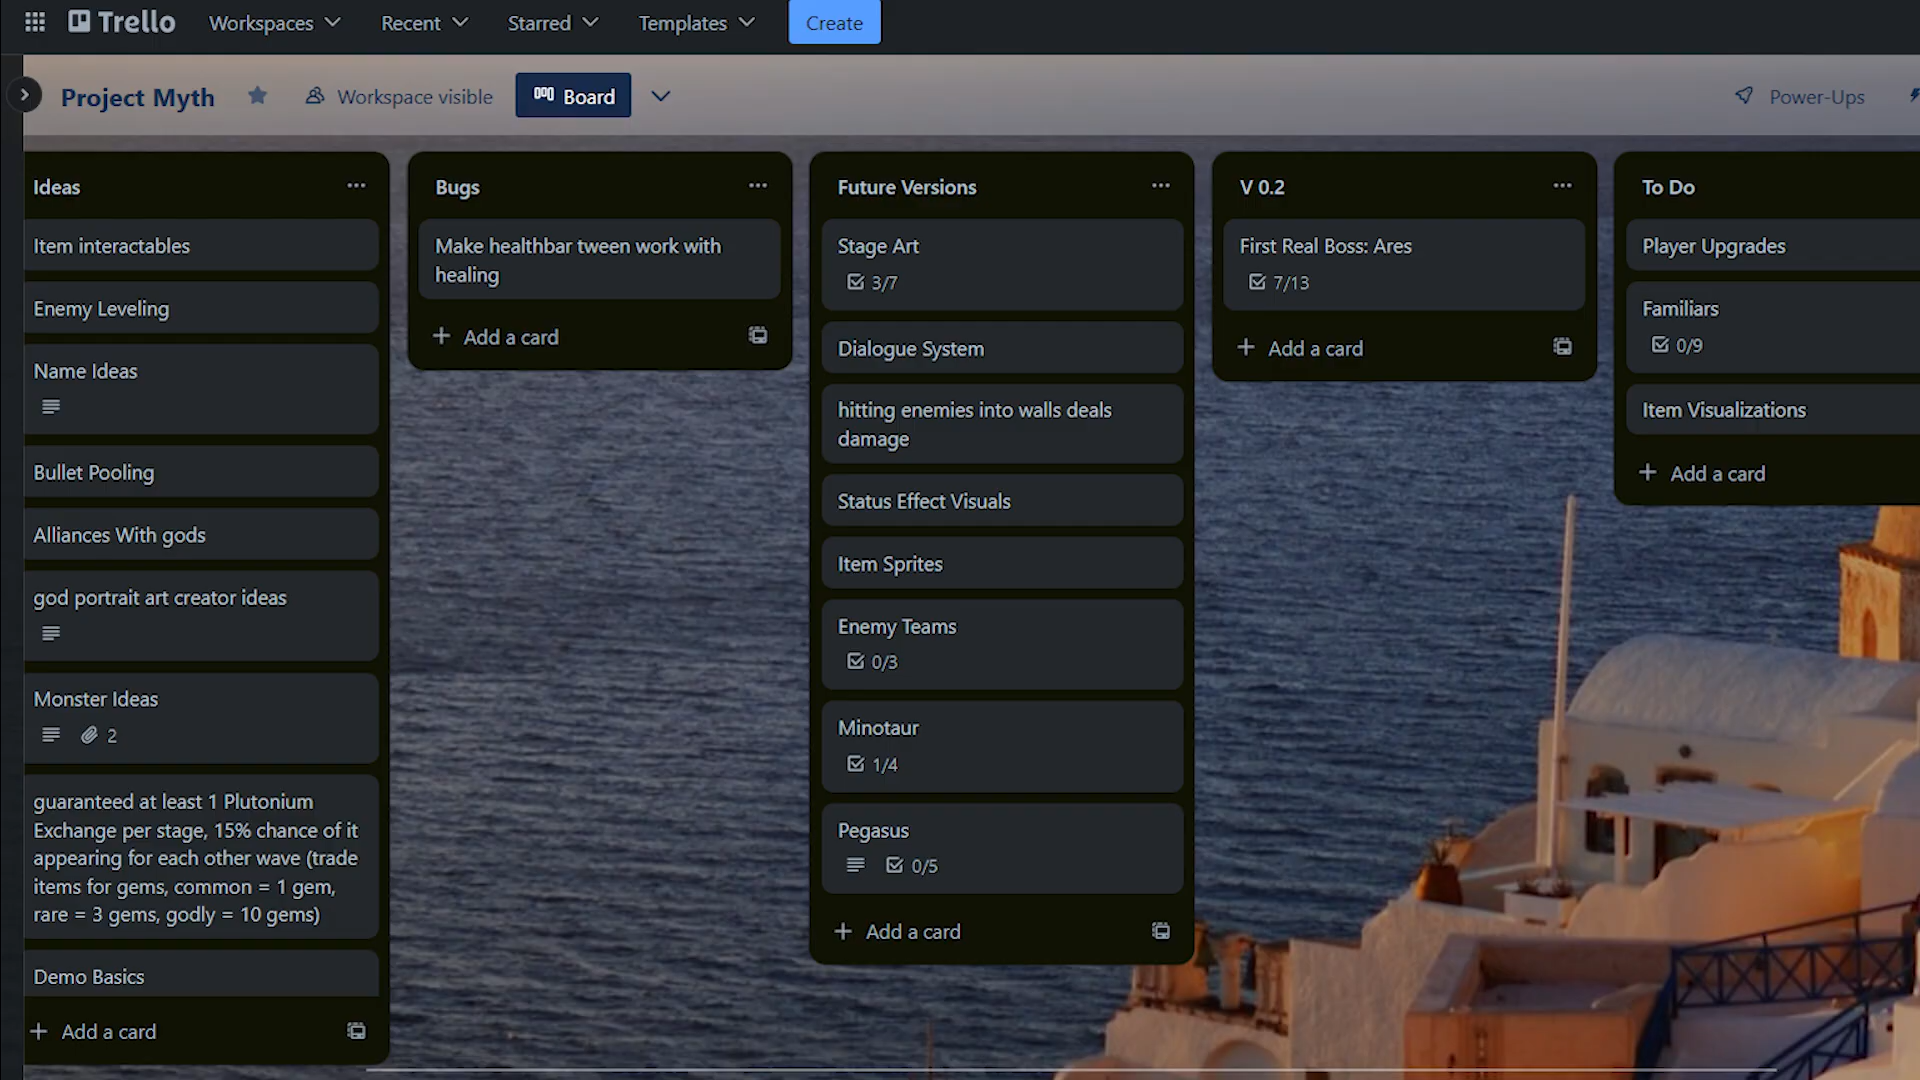 Trello
Workspaces
Recent
Starred
Templates
Create
Project Myth
Workspace visible
Board
Power-Ups
Ideas
Item interactables
Enemy Leveling
Name Ideas
Bullet Pooling
Alliances With gods
god portrait art creator ideas
Monster Ideas
2
guaranteed at least 1 Plutonium
Exchange per stage, 15% chance of it
appearing for each other wave (trade
items for gems, common = 1 gem,
rare = 3 gems, godly = 10 gems)
Demo Basics
Add a card
Bugs
Make healthbar tween work with
healing
Add a card
Future Versions
Stage Art
3/7
Dialogue System
hitting enemies into walls deals
damage
Status Effect Visuals
Item Sprites
Enemy Teams
0/3
Minotaur
1/4
Pegasus
0/5
Add a card
V 0.2
First Real Boss: Ares
7/13
Add a card
To Do
Player Upgrades
Familiars
0/9
Item Visualizations
Add a card